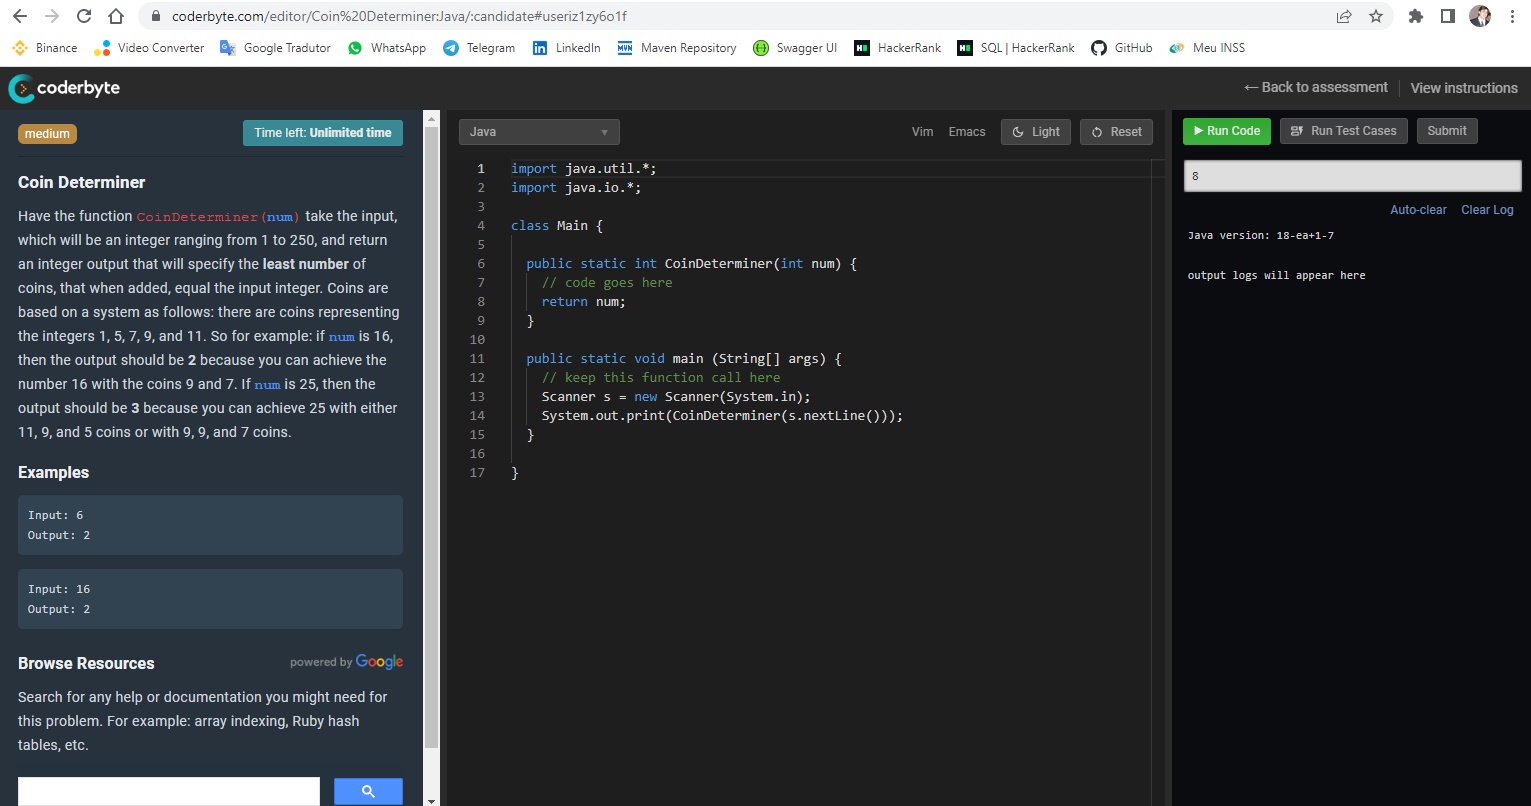 coderbyte.com/editor/Coin%20Determiner:Java/:candidate#useriz1zy6o1f
Binance Video Converter Google Tradutor WhatsApp Telegram LinkedIn Maven Repository Swagger UI HackerRank SQL | HackerRank GitHub Meu INSS
coderbyte
← Back to assessment View instructions
medium
Time left: Unlimited time
Coin Determiner
Have the function CoinDeterminer(num) take the input,
which will be an integer ranging from 1 to 250, and return
an integer output that will specify the least number of
coins, that when added, equal the input integer. Coins are
based on a system as follows: there are coins representing
the integers 1, 5, 7, 9, and 11. So for example: if num is 16,
then the output should be 2 because you can achieve the
number 16 with the coins 9 and 7. If num is 25, then the
output should be 3 because you can achieve 25 with either
11, 9, and 5 coins or with 9, 9, and 7 coins.
Examples
Input: 6
Output: 2
Input: 16
Output: 2
Browse Resources
powered by Google
Search for any help or documentation you might need for
this problem. For example: array indexing, Ruby hash
tables, etc.
Java
Vim Emacs Light Reset
1 import java.util.*;
2 import java.io.*;
3
4 class Main {
5
6 public static int CoinDeterminer(int num) {
7 // code goes here
8 return num;
9 }
10
11 public static void main (String[] args) {
12 // keep this function call here
13 Scanner s = new Scanner(System.in);
14 System.out.print(CoinDeterminer(s.nextLine()));
15 }
16
17 }
Run Code Run Test Cases Submit
8
Auto-clear Clear Log
Java version: 18-ea+1-7
output logs will appear here